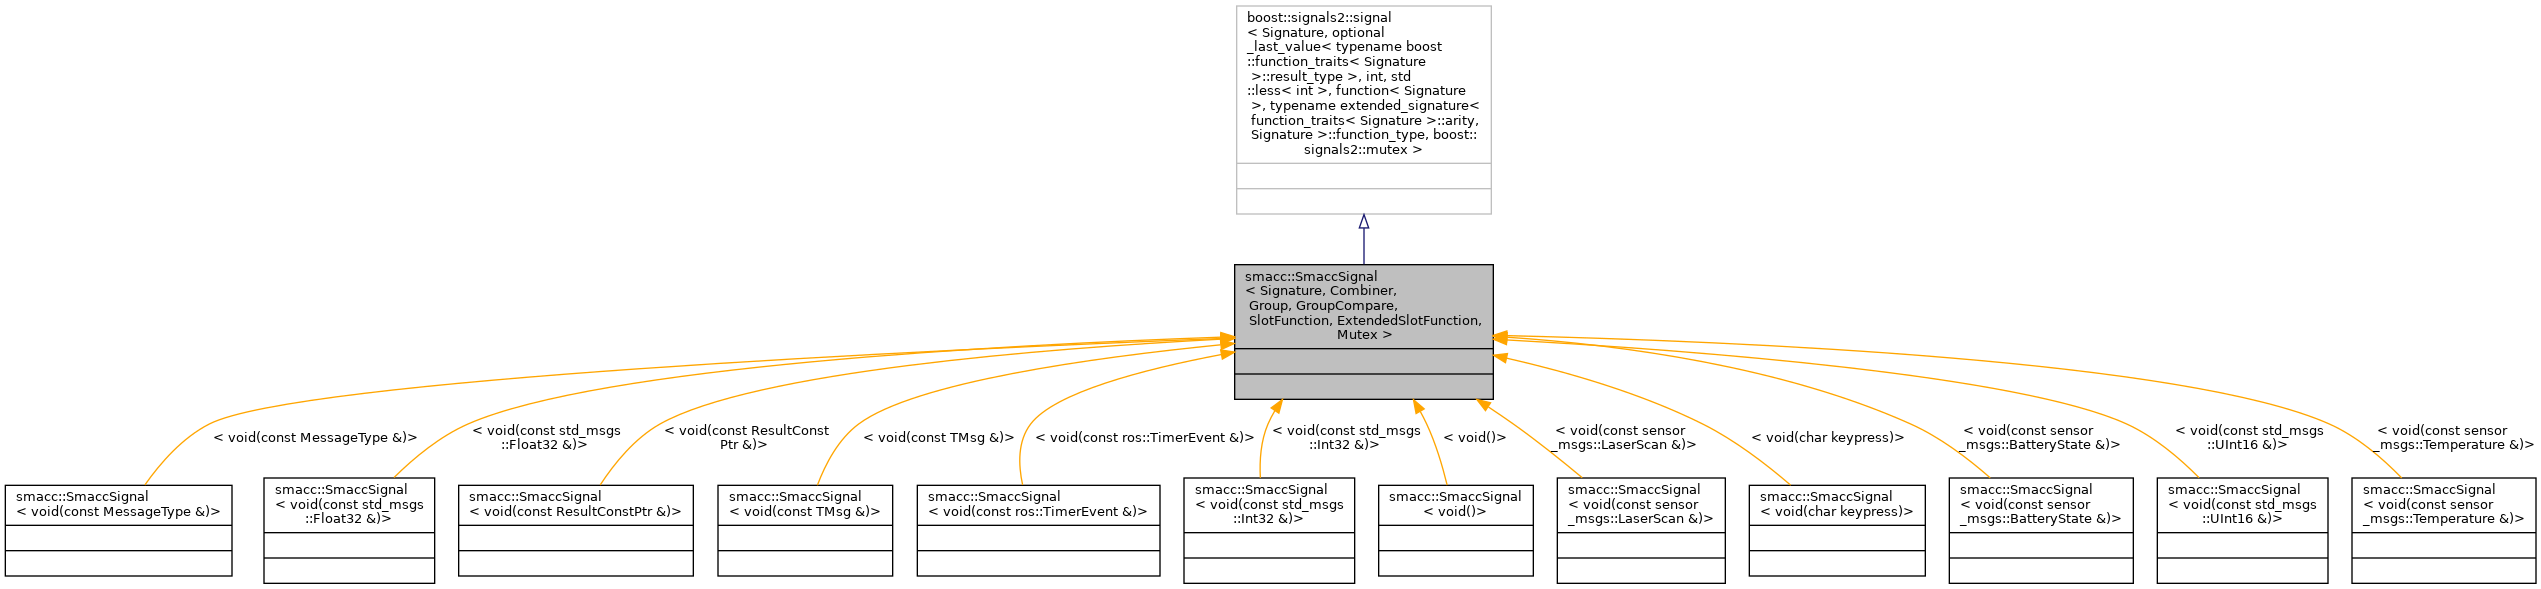 boost::signals2::signal
< Signature, optional
_last_value< typename boost
::function_traits< Signature
>::result_type >, int, std
::less< int >, function< Signature
>, typename extended_signature<
function_traits< Signature >::arity,
Signature >::function_type, boost::
signals2::mutex >
smacc::SmaccSignal
< Signature, Combiner,
Group, GroupCompare,
SlotFunction, ExtendedSlotFunction,
Mutex >
< void(const MessageType &)>
< void(const std_msgs
::Float32 &)>
< void(const ResultConst
Ptr &)>
< void(const TMsg &)>
< void(const ros::TimerEvent &)>
< void(const std_msgs
::Int32 &)>
< void()>
< void(const sensor
_msgs::LaserScan &)>
< void(char keypress)>
< void(const sensor
_msgs::BatteryState &)>
< void(const std_msgs
::UInt16 &)>
< void(const sensor
_msgs::Temperature &)>
smacc::SmaccSignal
< void(const MessageType &)>
smacc::SmaccSignal
< void(const std_msgs
::Float32 &)>
smacc::SmaccSignal
< void(const ResultConstPtr &)>
smacc::SmaccSignal
< void(const TMsg &)>
smacc::SmaccSignal
< void(const ros::TimerEvent &)>
smacc::SmaccSignal
< void(const std_msgs
::Int32 &)>
smacc::SmaccSignal
< void()>
smacc::SmaccSignal
< void(const sensor
_msgs::LaserScan &)>
smacc::SmaccSignal
< void(char keypress)>
smacc::SmaccSignal
< void(const sensor
_msgs::BatteryState &)>
smacc::SmaccSignal
< void(const std_msgs
::UInt16 &)>
smacc::SmaccSignal
< void(const sensor
_msgs::Temperature &)>